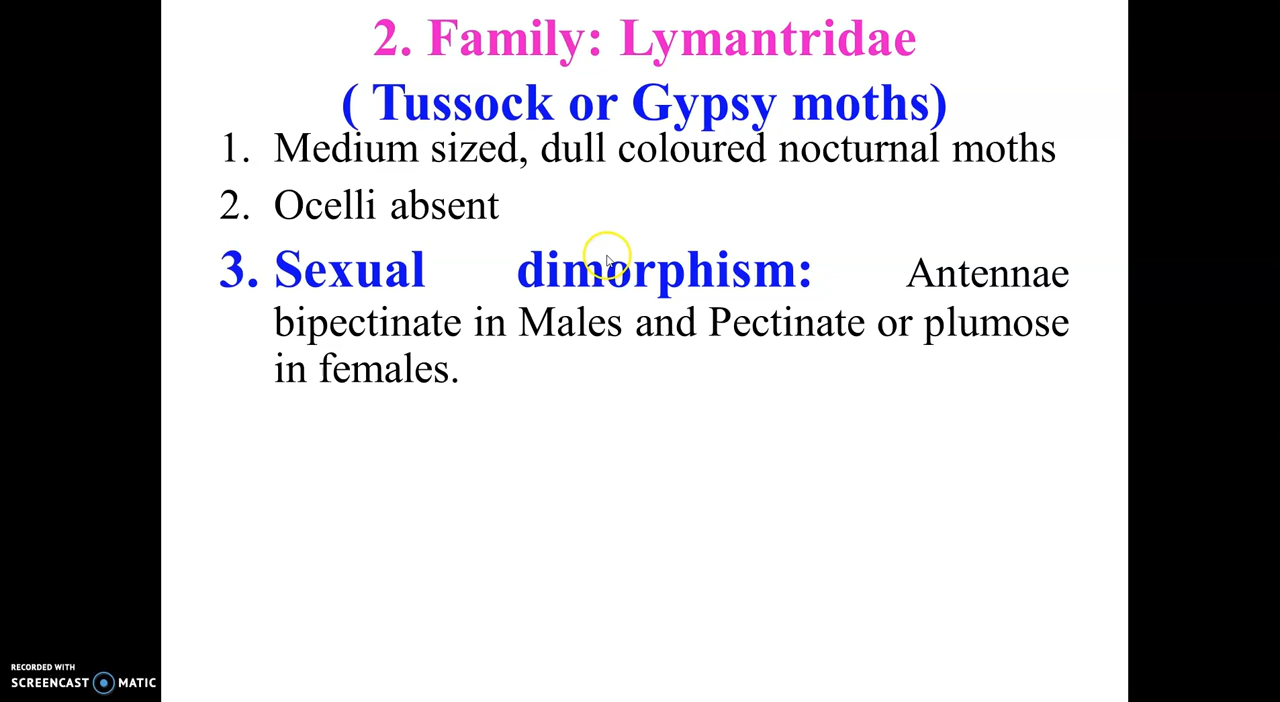 2. Family: Lymantridae
( Tussock or Gypsy moths)
1. Medium sized, dull coloured nocturnal moths
2. Ocelli absent
3. Sexual dimorphism: Antennae
bipectinate in Males and Pectinate or plumose
in females.
RECORDED WITH
SCREENCAST MATIC